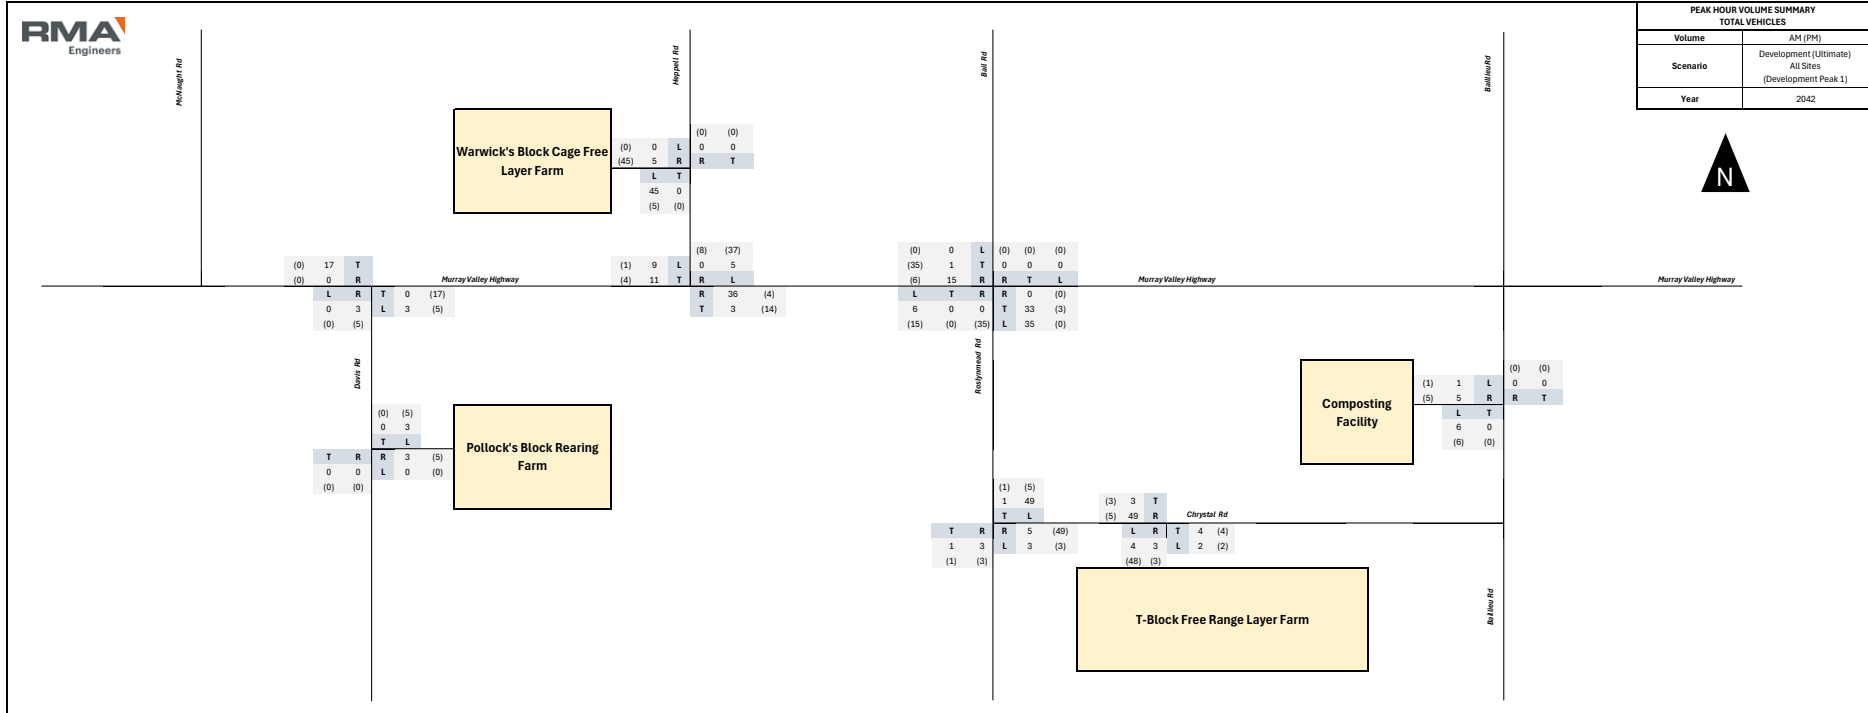 RMA
Engineers
PEAK HOUR VOLUME SUMMARY
TOTAL VEHICLES
Volume AM (PM)
Scenario Development (Ultimate)
All Sites
(Development Peak 1)
Year 2042
N
McNaught Rd
Heppell Rd
Ball Rd
Baillieu Rd
Warwick's Block Cage Free
Layer Farm
(0) (0)
(0) 0 L 0 0
(45) 5 R R T
L T
45 0
(5) (0)
(0) 17 T
(0) 0 R
L R T 0 (17)
0 3 L 3 (5)
(0) (5)
Murray Valley Highway
(8) (37)
(1) 9 L 0 5
(4) 11 T R L
R 36 (4)
T 3 (14)
(0) 0 L (0) (0) (0)
(35) 1 T 0 0 0
(6) 15 R R T L
L T R R 0 (0)
6 0 0 T 33 (3)
(15) (0) (35) L 35 (0)
Murray Valley Highway
Murray Valley Highway
Davis Rd
Roslynmead Rd
(0) (5)
0 3
T L
T R R 3 (5)
0 0 L 0 (0)
(0) (0)
Pollock's Block Rearing
Farm
Composting
Facility
(0) (0)
(1) 1 L 0 0
(5) 5 R R T
L T
6 0
(6) (0)
(1) (5)
1 49
T L
T R R 5 (49)
1 3 L 3 (3)
(1) (3)
(3) 3 T
(5) 49 R
L R T 4 (4)
4 3 L 2 (2)
(48) (3)
Chrystal Rd
T-Block Free Range Layer Farm
Baillieu Rd